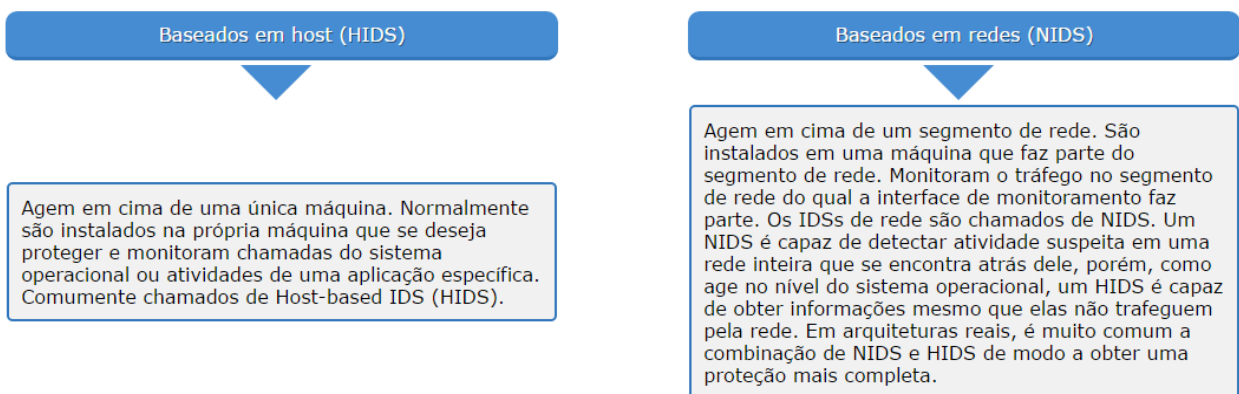 Baseados em host (HIDS)
Agem em cima de uma única máquina. Normalmente
são instalados na própria máquina que se deseja
proteger e monitoram chamadas do sistema
operacional ou atividades de uma aplicação específica.
Comumente chamados de Host-based IDS (HIDS).
Baseados em redes (NIDS)
Agem em cima de um segmento de rede. São
instalados em uma máquina que faz parte do
segmento de rede. Monitoram o tráfego no segmento
de rede do qual a interface de monitoramento faz
parte. Os IDSs de rede são chamados de NIDS. Um
NIDS é capaz de detectar atividade suspeita em uma
rede inteira que se encontra atrás dele, porém, como
age no nível do sistema operacional, um HIDS é capaz
de obter informações mesmo que elas não trafeguem
pela rede. Em arquiteturas reais, é muito comum a
combinação de NIDS e HIDS de modo a obter uma
proteção mais completa.